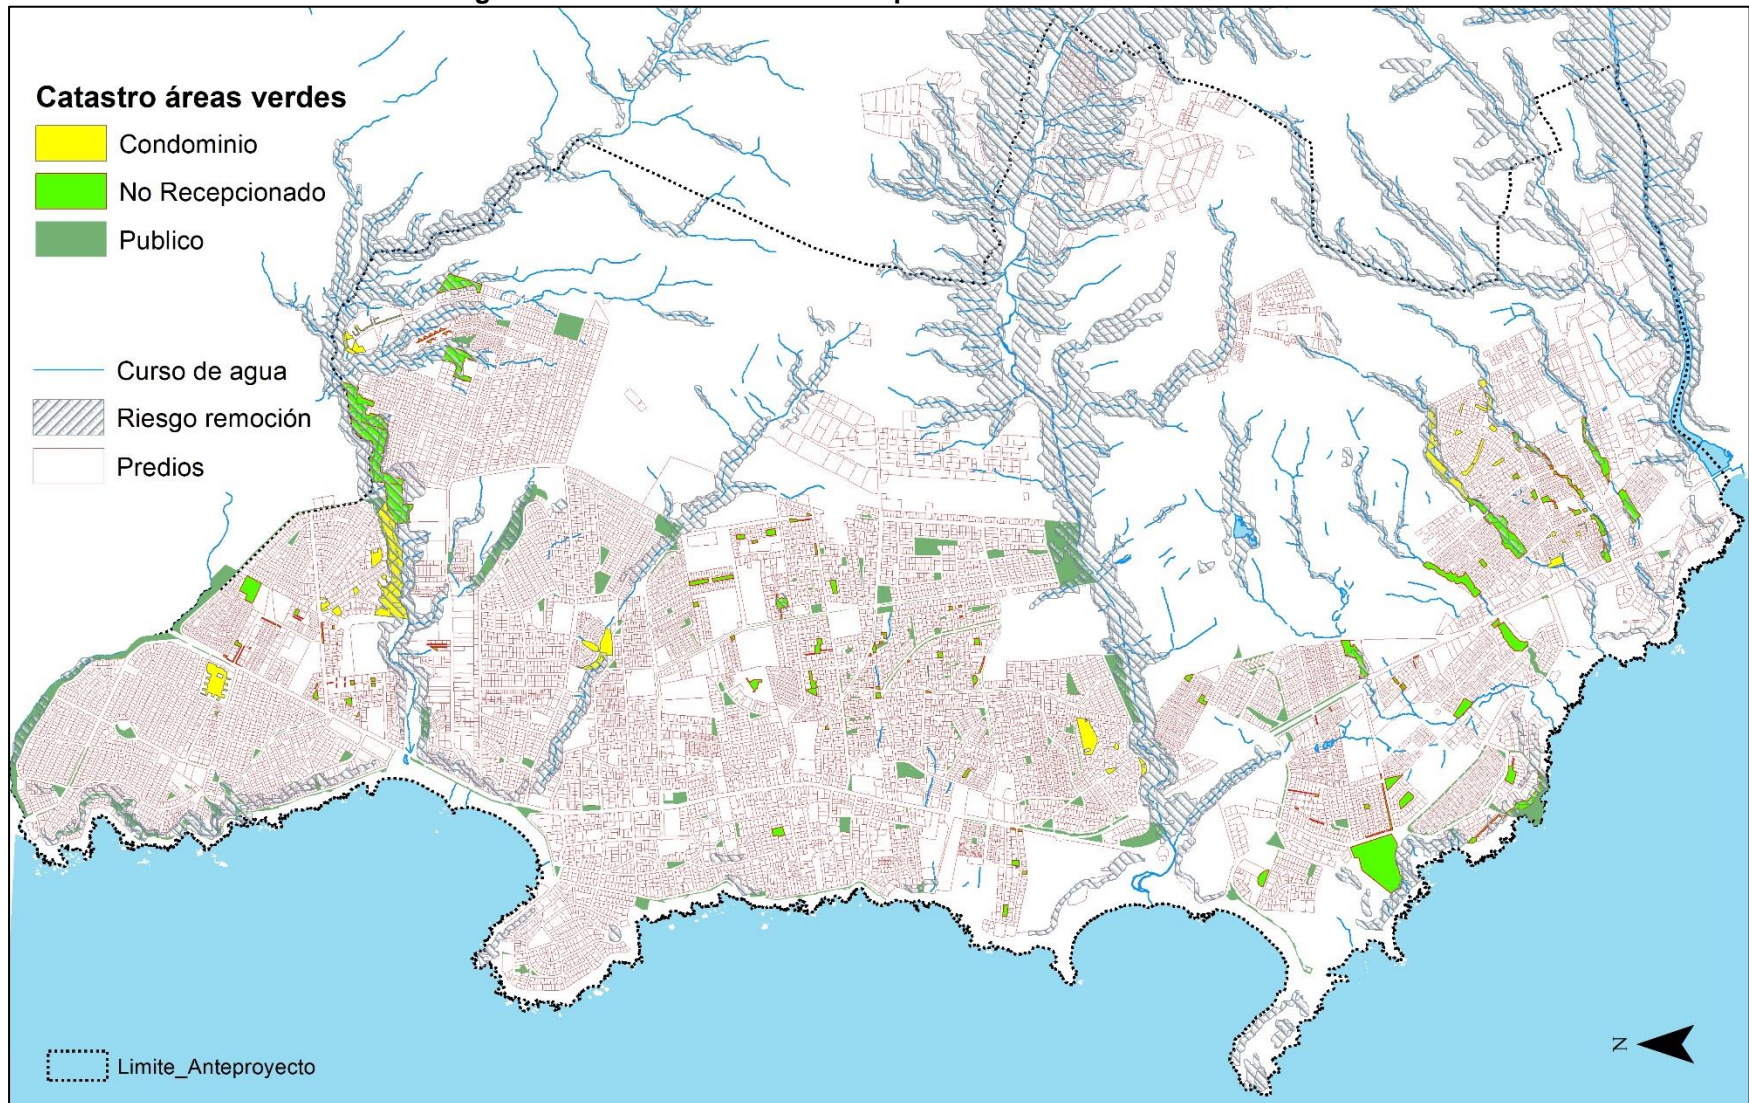 Catastro áreas verdes
Condominio
No Recepcionado
Publico
Curso de agua
Riesgo remoción
Predios
Limite_Anteproyecto
N